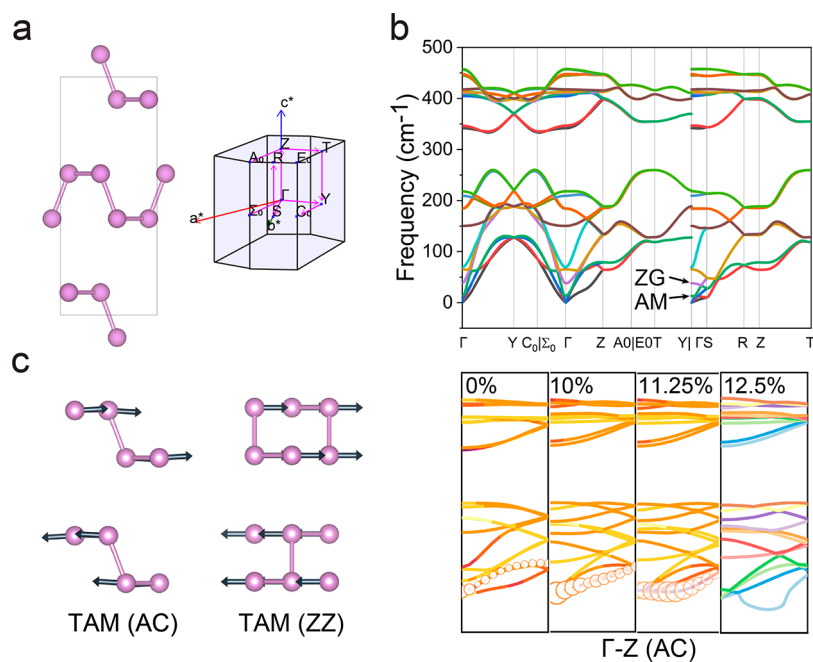 a
c*
Z
A₀
R
E₀
T
Γ
Σ₀
S
C₀
Y
a*
b*
b
Frequency (cm⁻¹)
500
400
300
200
100
0
ZG
AM
Γ Y C₀|Σ₀ Γ Z A0|E0T Y| ΓS R Z T
c
TAM (AC) TAM (ZZ)
0% 10% 11.25% 12.5%
Γ-Z (AC)